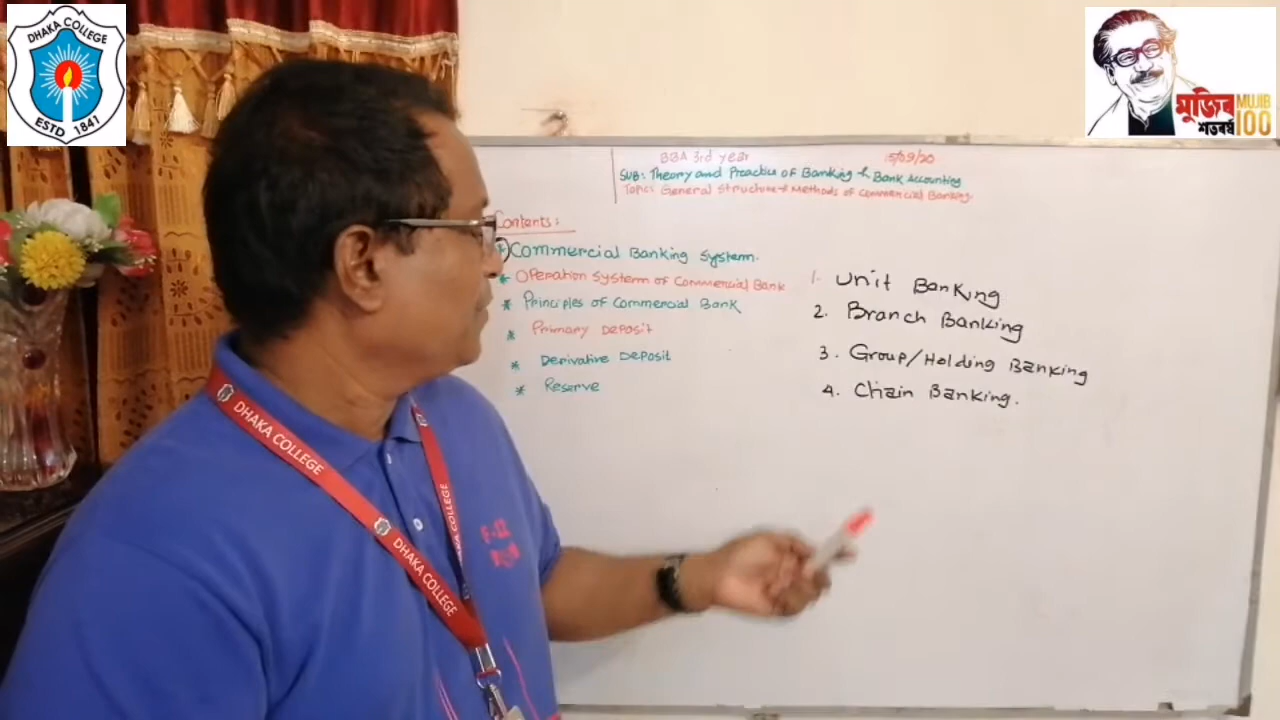 DHAKA COLLEGE
ESTD 1841
মুজিব MUJIB
শতবর্ষ 100
BBA 3rd year 15/09/20
SUB: Theory and Preactice of Banking & Bank Accounting
Topic: General Structure & Methods of Commercial Banking.
Contents:
Commercial Banking System.
* Operation System of Commercial Bank
* Principles of Commercial Bank
* Primary Deposit
* Derivative Deposit
* Reserve
1. Unit Banking
2. Branch Banking
3. Group/Holding Banking
4. Chain Banking.
DHAKA COLLEGE
DHAKA COLLEGE
COLLEGE